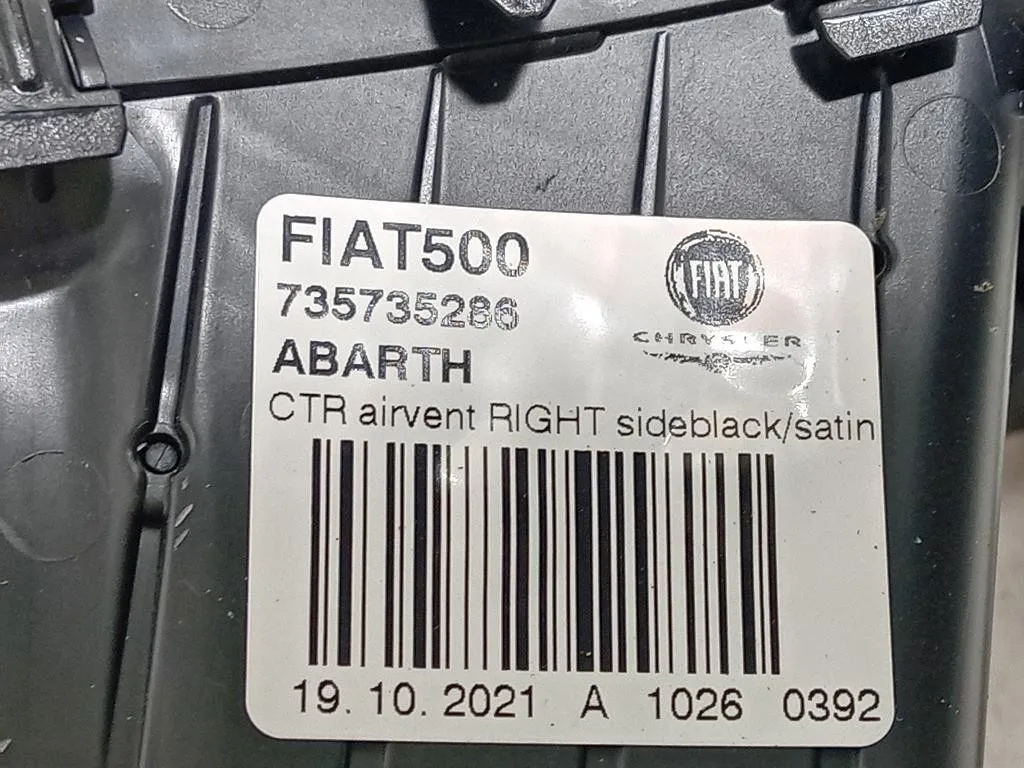 FIAT500
FIAT
735735286
CHRYSLER
ABARTH
CTR airvent RIGHT sideblack/satin
19. 10. 2021 A 1026 0392